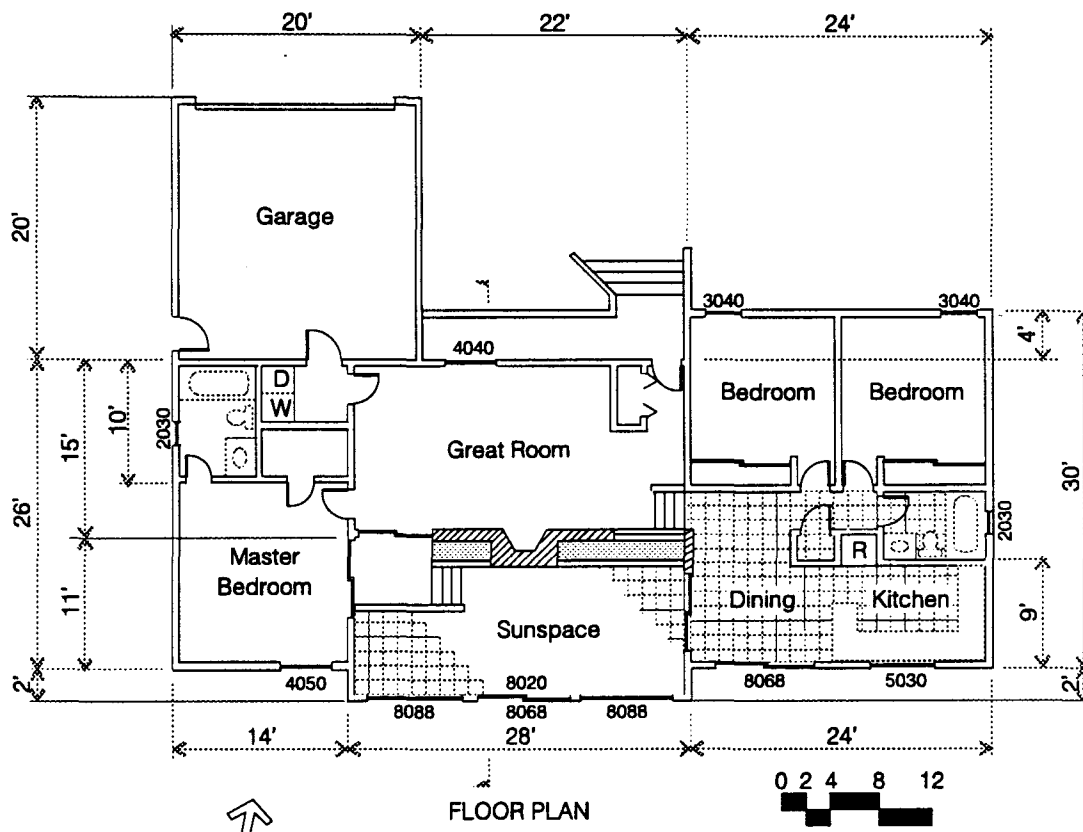 20'
22'
24'
20'
Garage
3040
3040
4'
4040
D
W
Bedroom
Bedroom
2030
10'
15'
Great Room
30'
26'
2030
Master
Bedroom
R
11'
Dining
Kitchen
9'
Sunspace
2'
4050
8020
8068
5030
2'
8088
8068
8088
14'
28'
24'
0 2 4 8 12
FLOOR PLAN